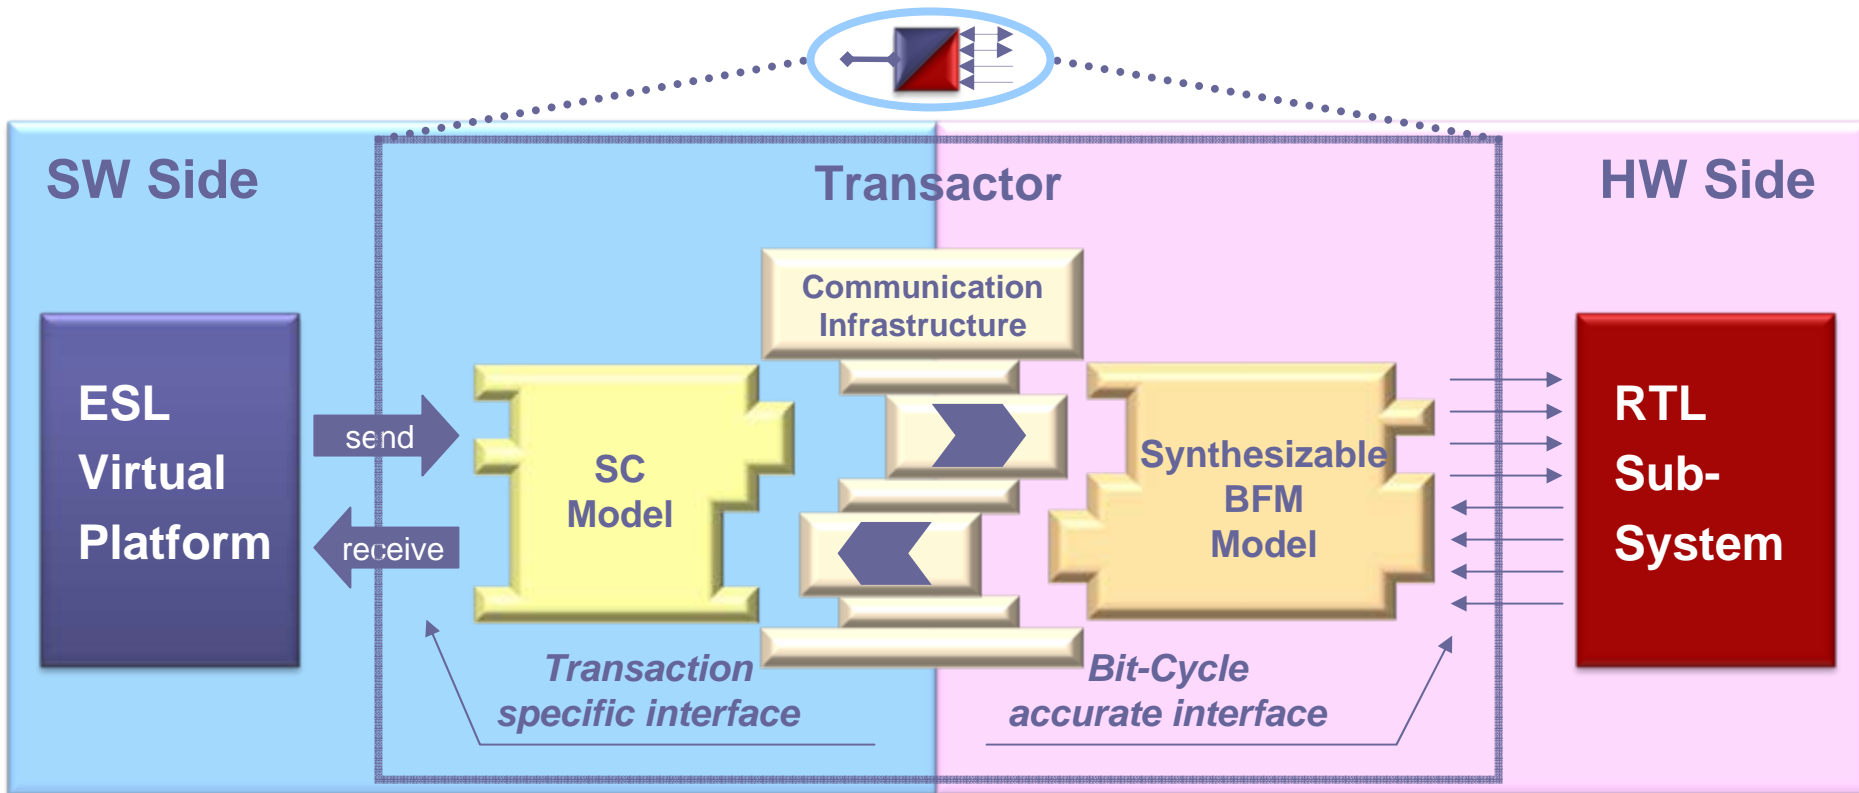 SW Side
Transactor
HW Side
Communication
Infrastructure
ESL
Virtual
Platform
send
receive
SC
Model
Synthesizable
BFM
Model
RTL
Sub-
System
Transaction
specific interface
Bit-Cycle
accurate interface